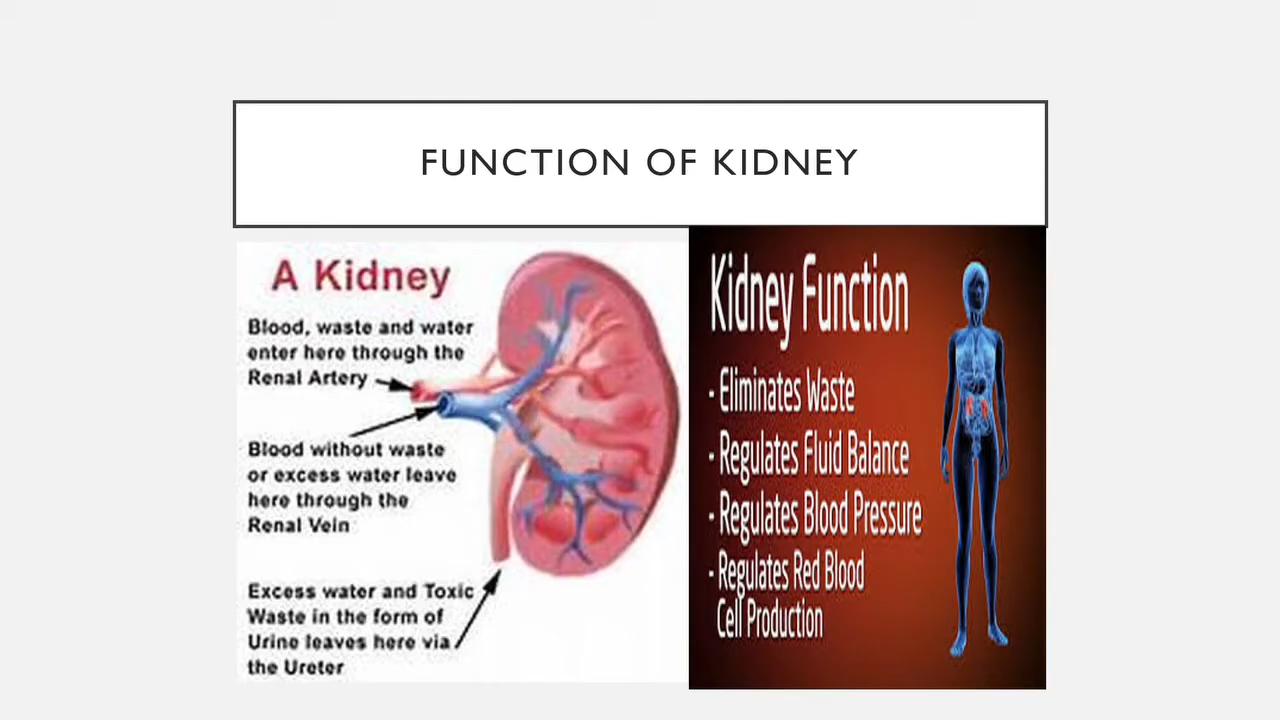 FUNCTION OF KIDNEY
A Kidney
Blood, waste and water
enter here through the
Renal Artery
Blood without waste
or excess water leave
here through the
Renal Vein
Excess water and Toxic
Waste in the form of
Urine leaves here via
the Ureter
Kidney Function
- Eliminates Waste
- Regulates Fluid Balance
- Regulates Blood Pressure
- Regulates Red Blood
Cell Production